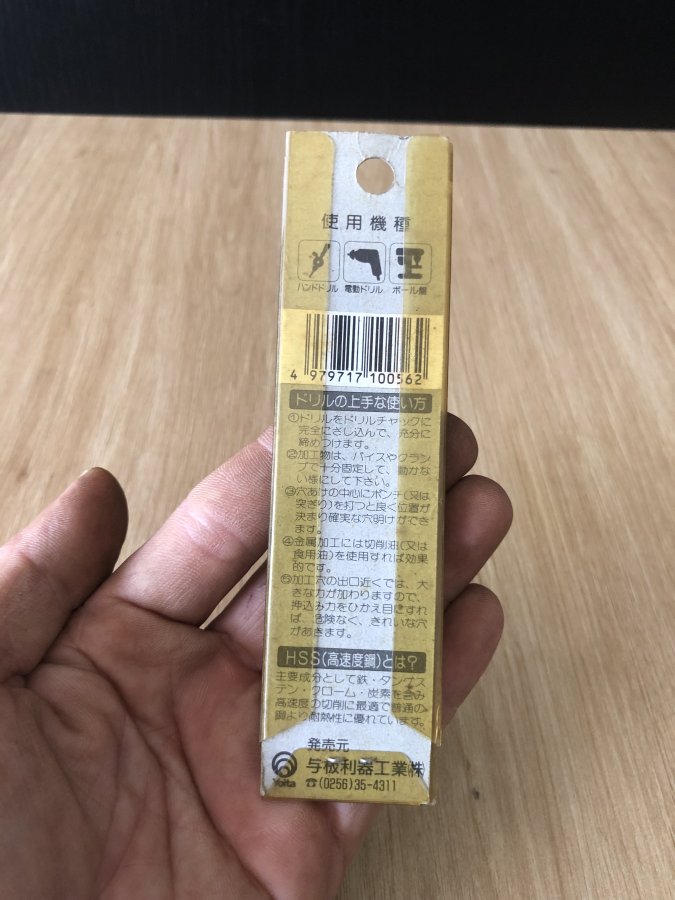 使用機種
ハンドドリル 電動ドリル ボール盤
4 979717 100562
ドリルの上手な使い方
①ドリルをドリルチャックに
完全にさし込んで、充分に
締めつけます。
②加工物は、バイスやクラン
プで十分固定して、動かな
い様にして下さい。
③穴あけの中心にポンチ(又は
突ぎり)を打つと良く位置が
決まり確実な穴明けができ
ます。
④金属加工には切削油(又は
食用油)を使用すれば効果
的です。
⑤加工穴の出口近くでは、大
きな力が加わりますので、
押込み力をひかえ目にすれ
ば、危険なく、きれいな穴
があきます。
HSS(高速度鋼)とは?
主要成分として鉄・タングス
テン・クローム・炭素を含み
高速度の切削に最適で普通の
鋼より耐熱性に優れています。
発売元
Yoita 与板利器工業(株)
☎(0256)35-4311